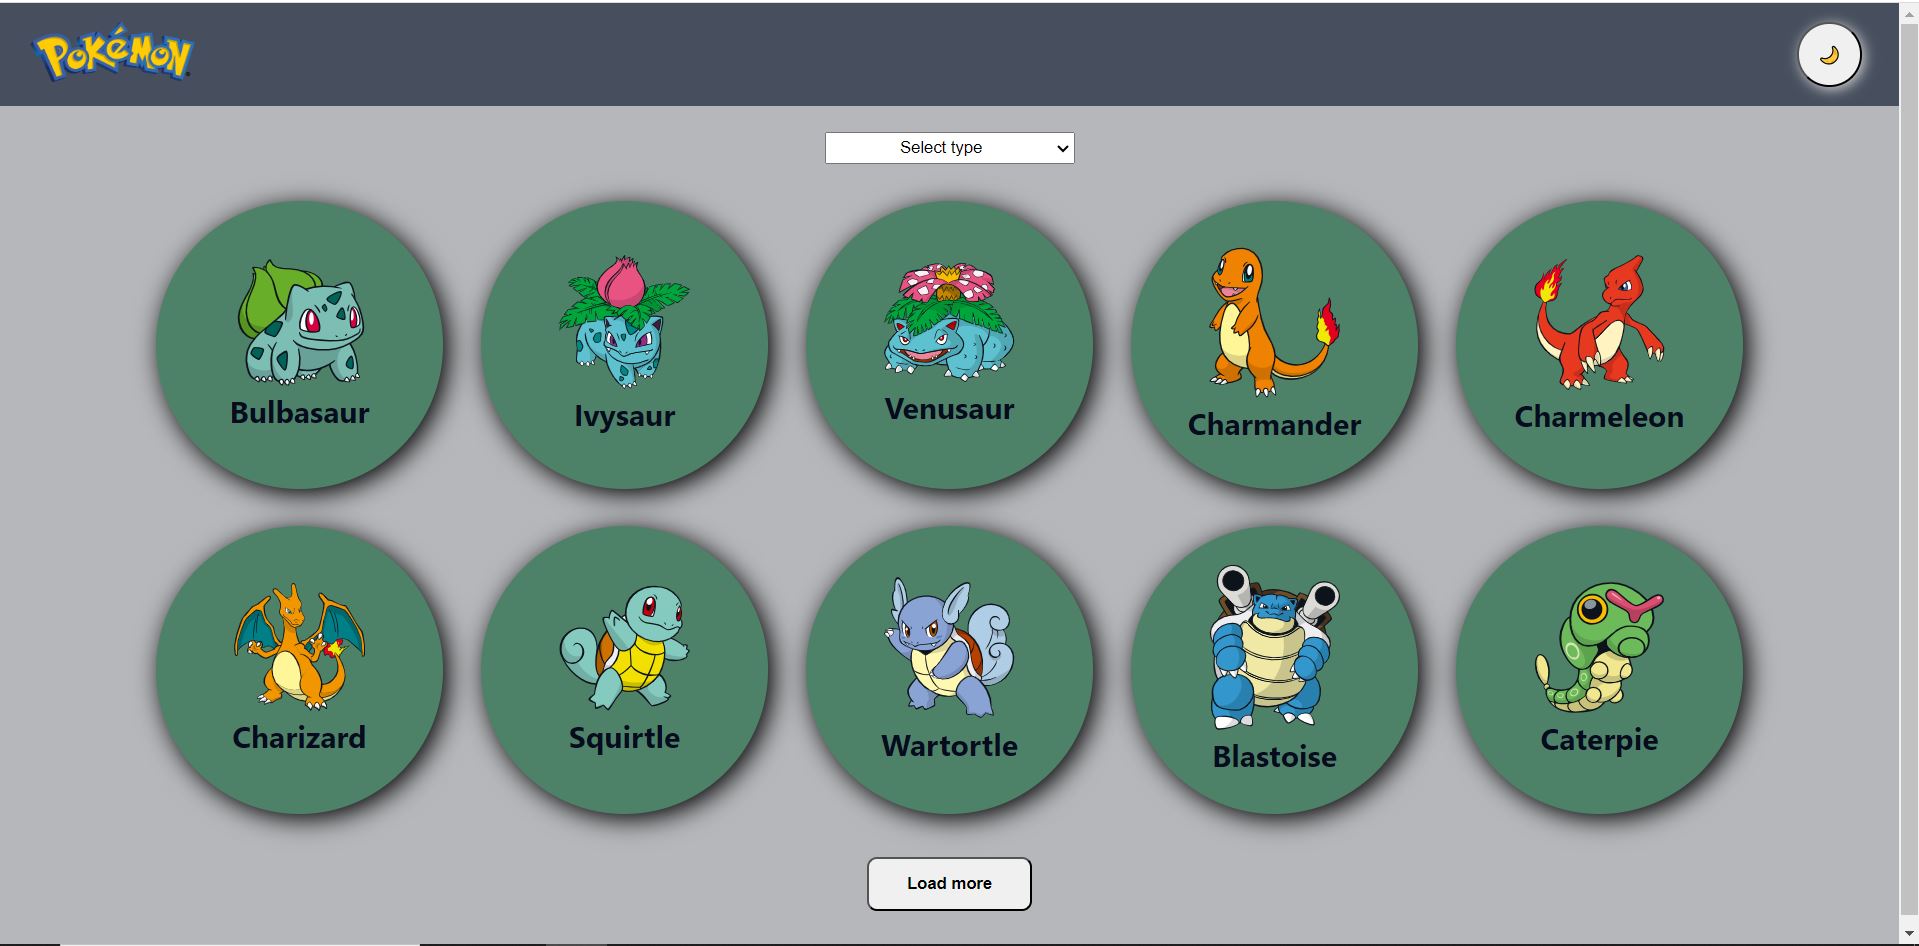 POKéMON
Select type
Bulbasaur
Ivysaur
Venusaur
Charmander
Charmeleon
Charizard
Squirtle
Wartortle
Blastoise
Caterpie
Load more